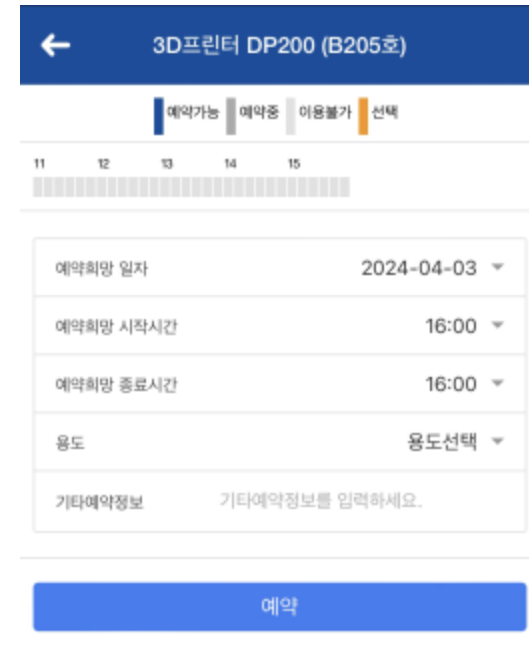 3D프린터 DP200 (B205호)
예약가능 예약중 이용불가 선택
11 12 13 14 15
예약희망 일자 2024-04-03
예약희망 시작시간 16:00
예약희망 종료시간 16:00
용도 용도선택
기타예약정보 기타예약정보를 입력하세요.
예약